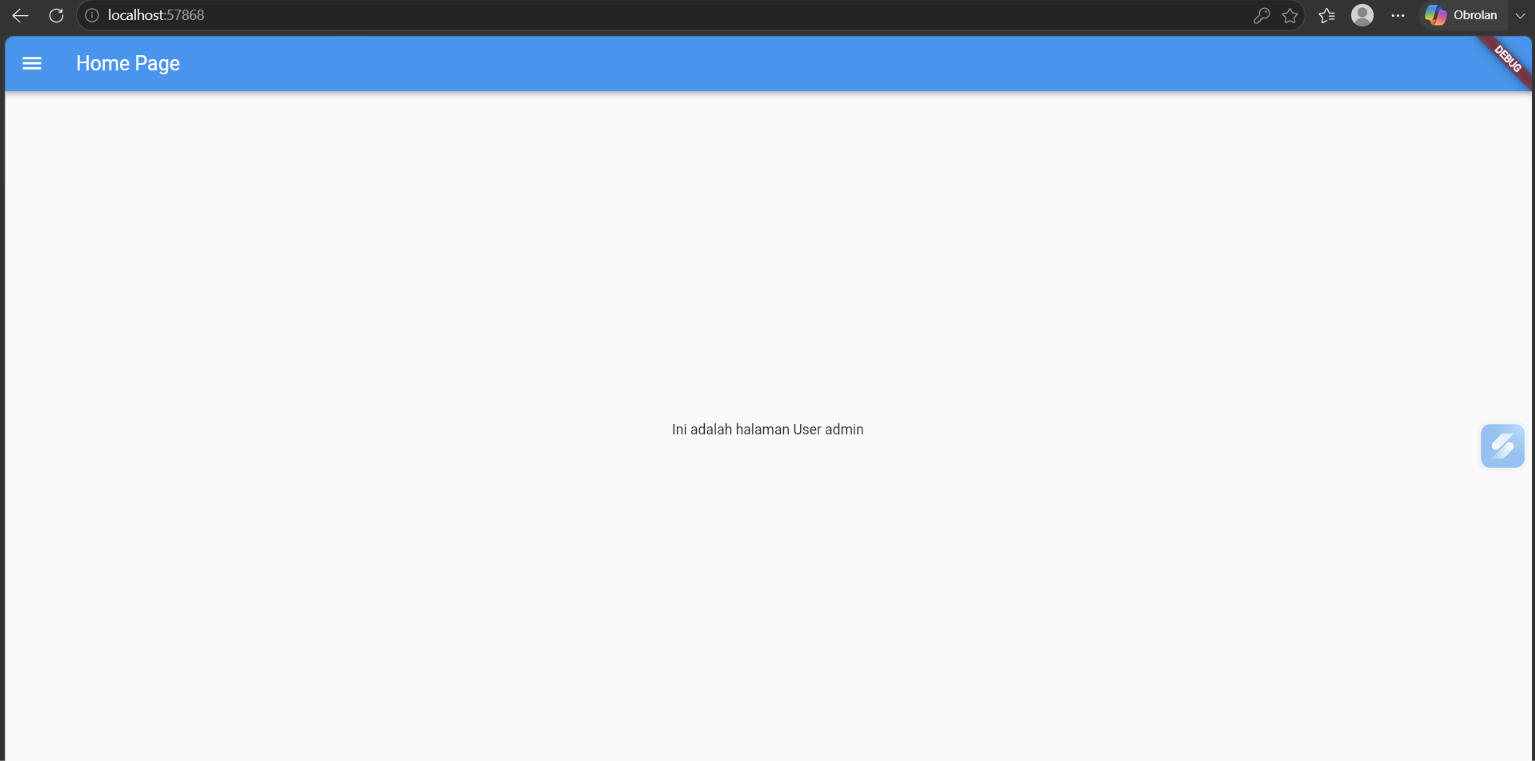 localhost:57868
Obrolan
Home Page
DEBUG
Ini adalah halaman User admin